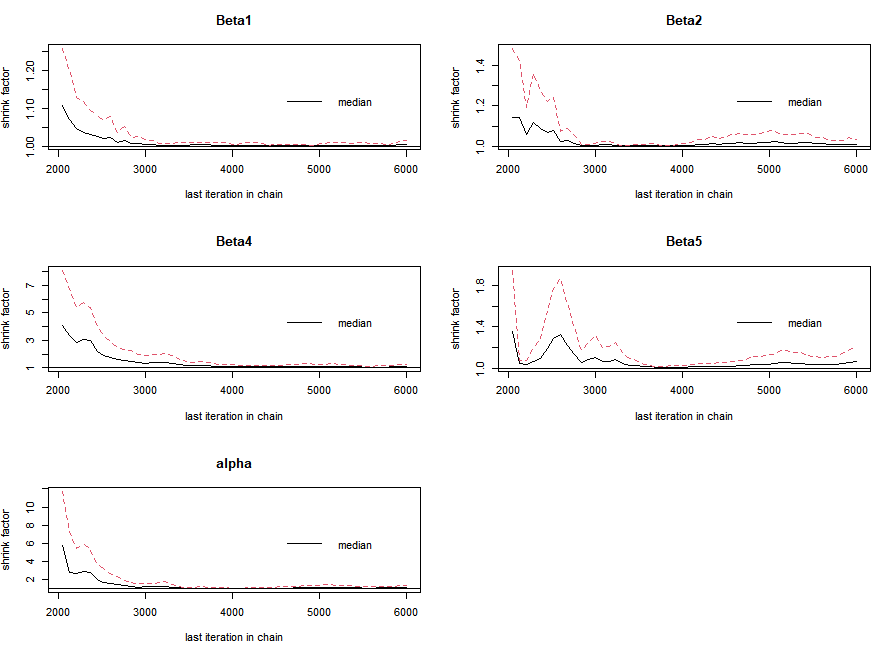 Beta1
shrink factor
1.00 1.10 1.20
median
2000 3000 4000 5000 6000
last iteration in chain
Beta2
shrink factor
1.0 1.2 1.4
median
2000 3000 4000 5000 6000
last iteration in chain
Beta4
shrink factor
1 3 5 7
median
2000 3000 4000 5000 6000
last iteration in chain
Beta5
shrink factor
1.0 1.4 1.8
median
2000 3000 4000 5000 6000
last iteration in chain
alpha
shrink factor
2 4 6 8 10
median
2000 3000 4000 5000 6000
last iteration in chain